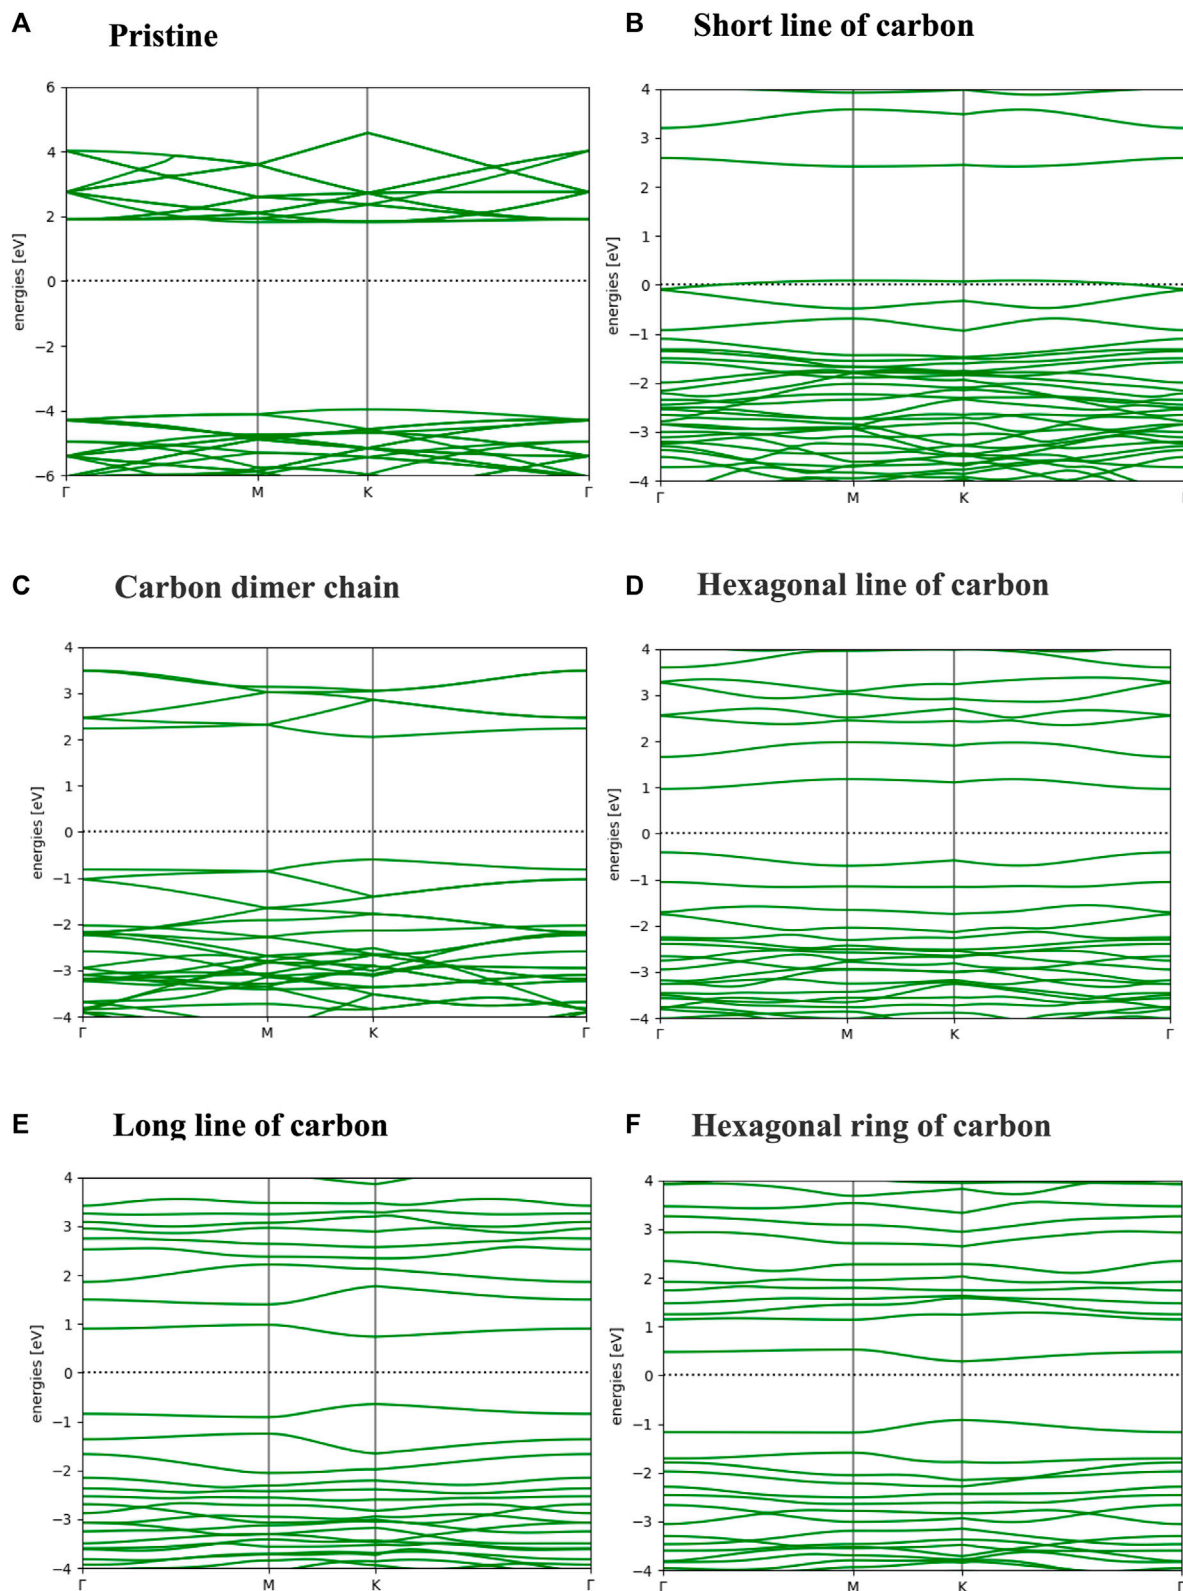 A Pristine
6
4
2
0
−2
−4
−6
energies [eV]
Γ M K Γ
B Short line of carbon
4
3
2
1
0
−1
−2
−3
−4
energies [eV]
Γ M K
C Carbon dimer chain
4
3
2
1
0
−1
−2
−3
−4
energies [eV]
Γ M K Γ
D Hexagonal line of carbon
4
3
2
1
0
−1
−2
−3
−4
energies [eV]
Γ M K Γ
E Long line of carbon
4
3
2
1
0
−1
−2
−3
−4
energies [eV]
Γ M K Γ
F Hexagonal ring of carbon
4
3
2
1
0
−1
−2
−3
−4
energies [eV]
Γ M K